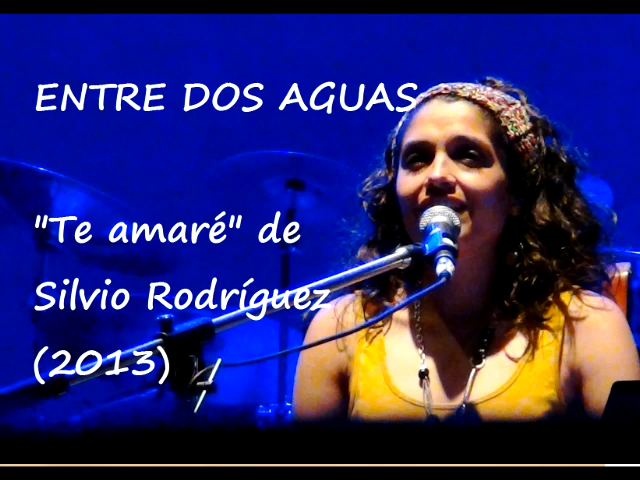 ENTRE DOS AGUAS
"Te amaré" de
Silvio Rodríguez
(2013)